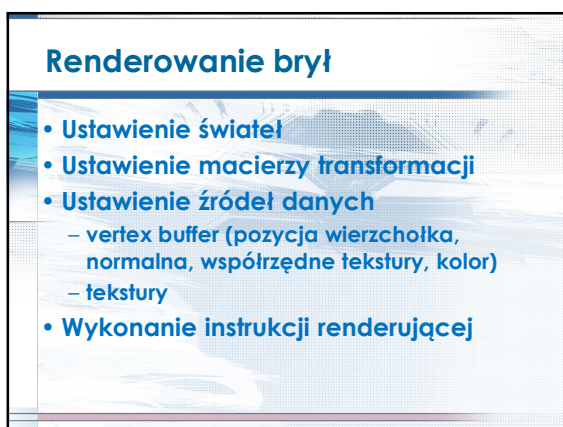 Renderowanie brył
• Ustawienie świateł
• Ustawienie macierzy transformacji
• Ustawienie źródeł danych
– vertex buffer (pozycja wierzchołka,
normalna, współrzędne tekstury, kolor)
– tekstury
• Wykonanie instrukcji renderującej